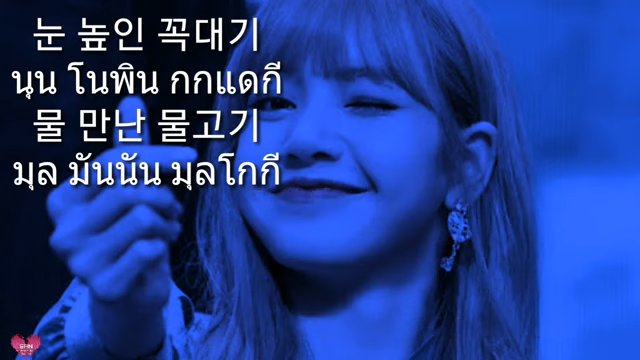 눈 높인 꼭대기
นุน โนพิน กกแดกี
물 만난 물고기
มุล มันนัน มุลโกกี